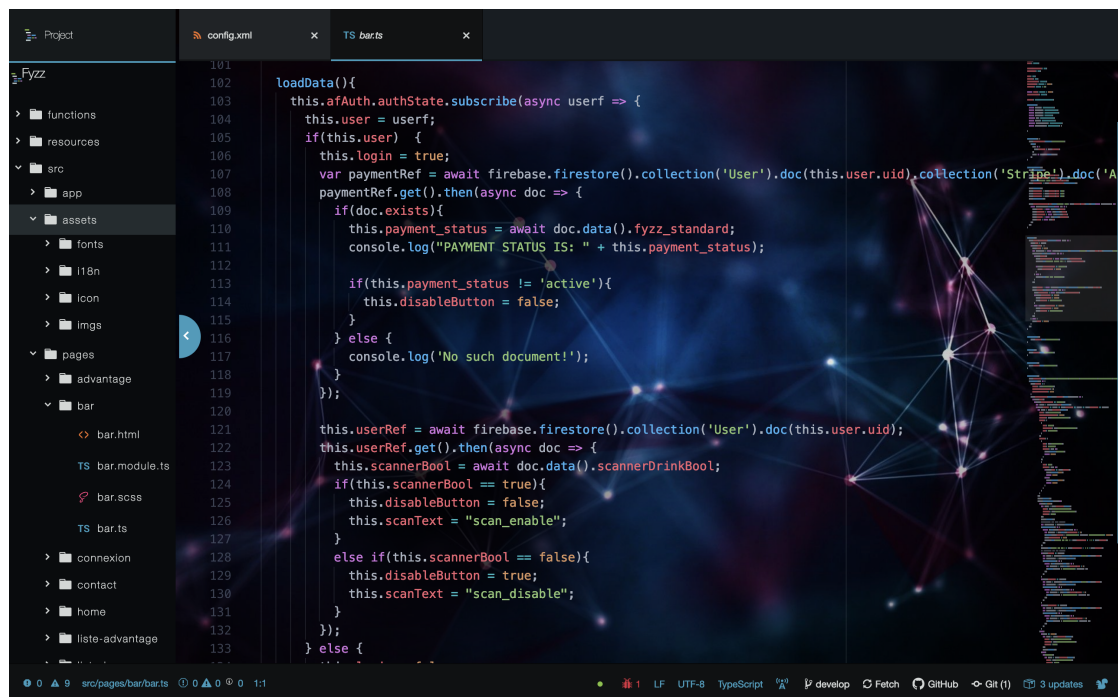 Project
config.xml ×
TS bar.ts ×
Fyzz
functions
resources
src
app
assets
fonts
i18n
icon
imgs
pages
advantage
bar
bar.html
TS bar.module.ts
bar.scss
TS bar.ts
connexion
contact
home
liste-advantage
101
102 loadData(){
103 this.afAuth.authState.subscribe(async userf => {
104 this.user = userf;
105 if(this.user)  {
106 this.login = true;
107 var paymentRef = await firebase.firestore().collection('User').doc(this.user.uid).collection('Stripe').doc('A
108 paymentRef.get().then(async doc => {
109 if(doc.exists){
110 this.payment_status = await doc.data().fyzz_standard;
111 console.log("PAYMENT STATUS IS: " + this.payment_status);
112
113 if(this.payment_status != 'active'){
114 this.disableButton = false;
115 }
116 } else {
117 console.log('No such document!');
118 }
119 });
120
121 this.userRef = await firebase.firestore().collection('User').doc(this.user.uid);
122 this.userRef.get().then(async doc => {
123 this.scannerBool = await doc.data().scannerDrinkBool;
124 if(this.scannerBool == true){
125 this.disableButton = false;
126 this.scanText = "scan_enable";
127 }
128 else if(this.scannerBool == false){
129 this.disableButton = true;
130 this.scanText = "scan_disable";
131 }
132 });
133 } else {
0 9 src/pages/bar/bar.ts 0 0 0 1:1 1 LF UTF-8 TypeScript develop Fetch GitHub Git (1) 3 updates